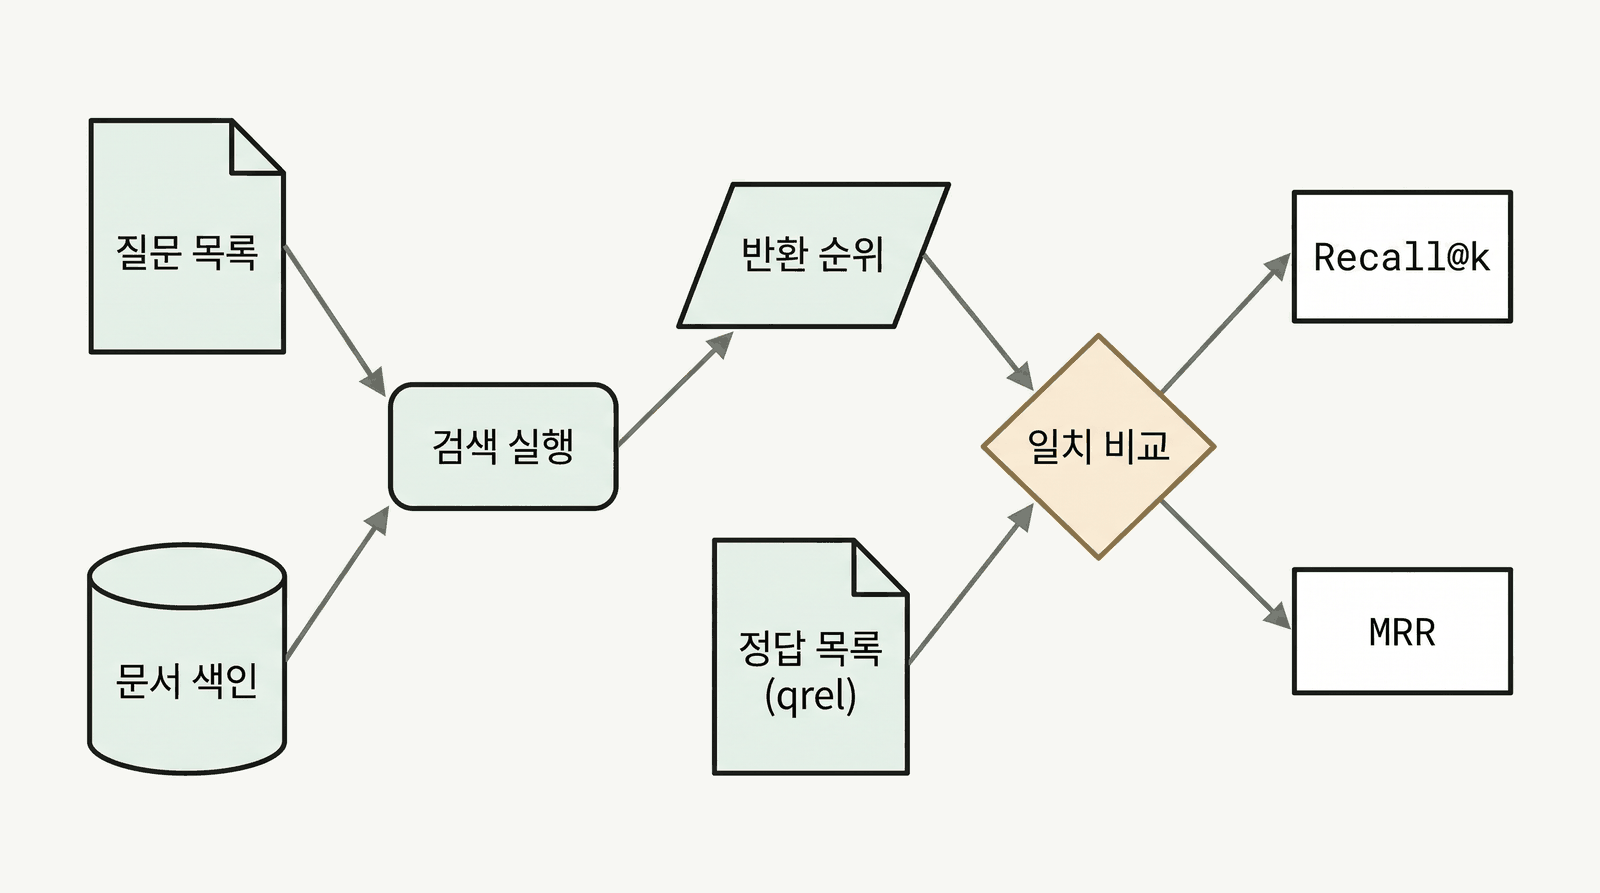 질문 목록
문서 색인
검색 실행
반환 순위
정답 목록
(qrel)
일치 비교
Recall@k
MRR